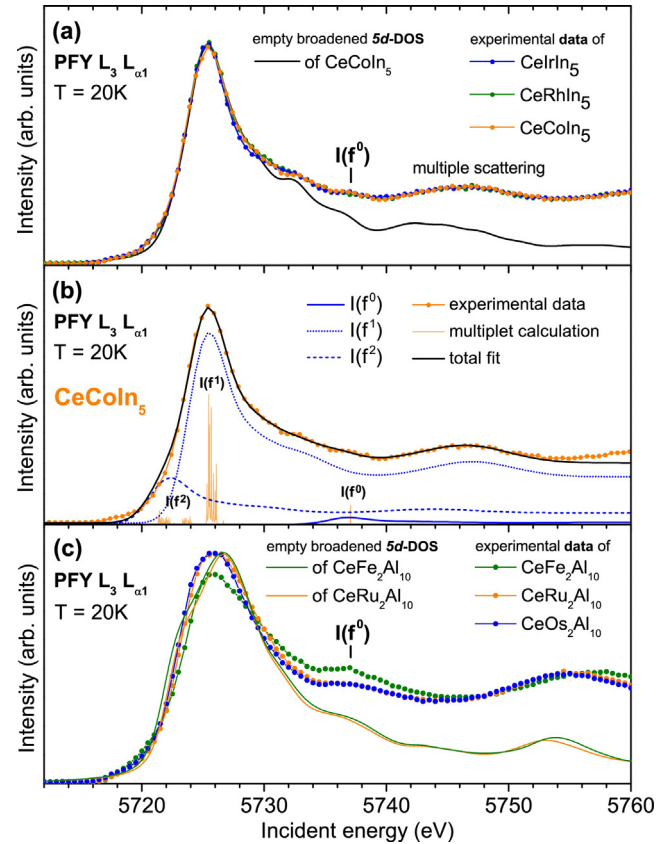 (a)
PFY L₃ Lα1
T = 20K
empty broadened 5d-DOS
of CeCoIn₅
experimental data of
CeIrIn₅
CeRhIn₅
CeCoIn₅
I(f⁰)
multiple scattering
Intensity (arb. units)
(b)
PFY L₃ Lα1
T = 20K
CeCoIn₅
I(f⁰)
I(f¹)
I(f²)
experimental data
multiplet calculation
total fit
I(f¹)
I(f²)
I(f⁰)
Intensity (arb. units)
(c)
PFY L₃ Lα1
T = 20K
empty broadened 5d-DOS
of CeFe₂Al₁₀
of CeRu₂Al₁₀
experimental data of
CeFe₂Al₁₀
CeRu₂Al₁₀
CeOs₂Al₁₀
I(f⁰)
Intensity (arb. units)
5720 5730 5740 5750 5760
Incident energy (eV)